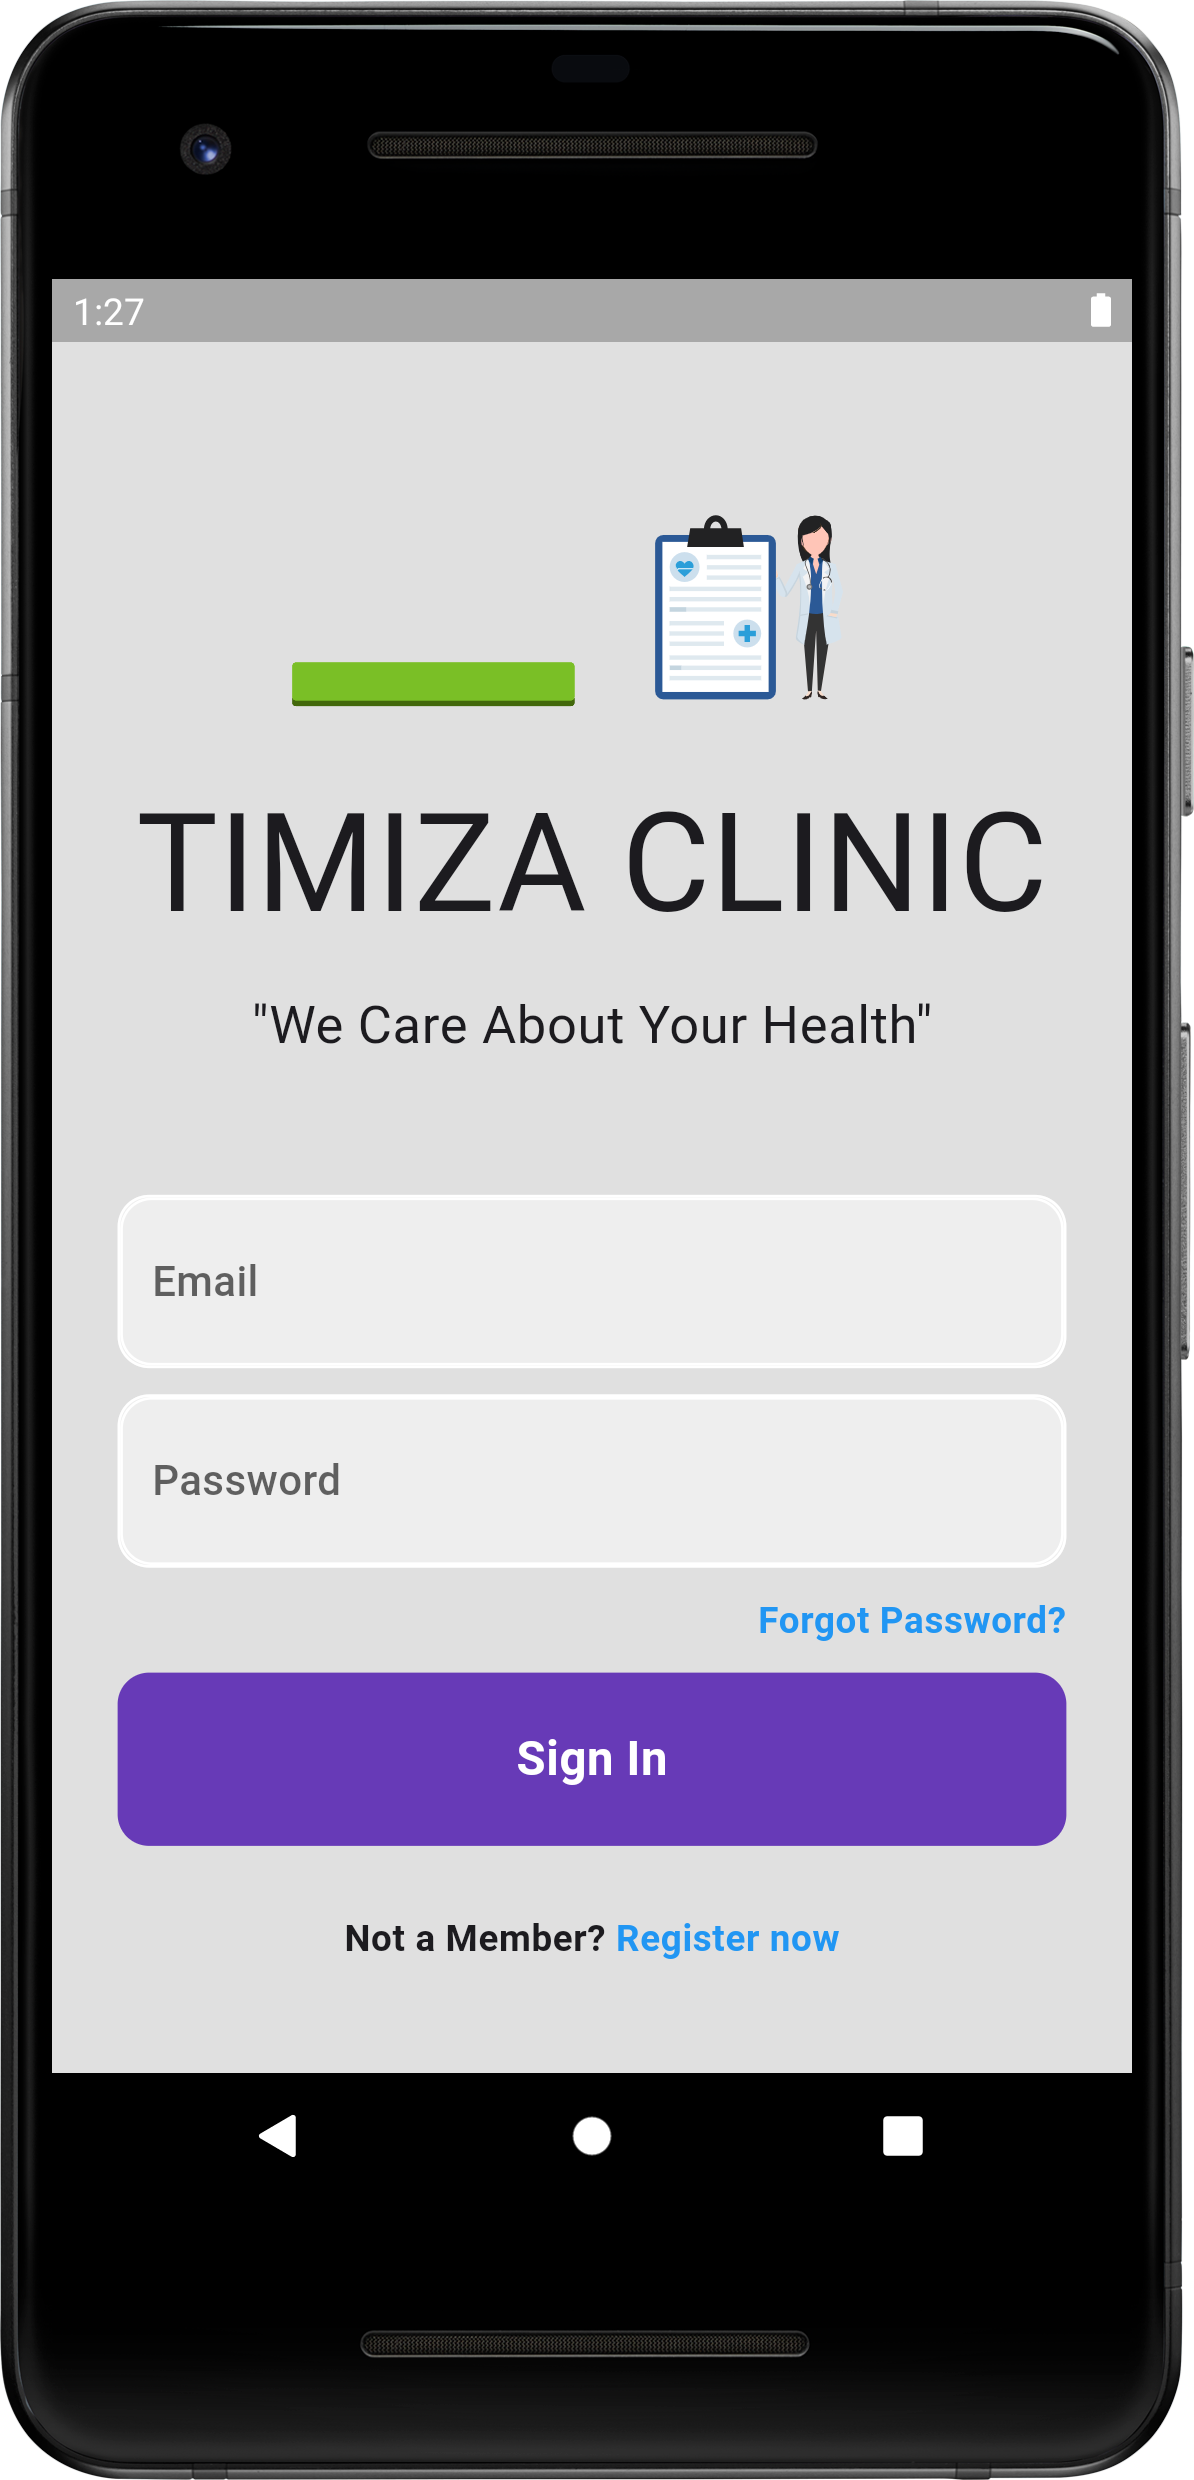 1:27
TIMIZA CLINIC
"We Care About Your Health"
Email
Password
Forgot Password?
Sign In
Not a Member? Register now